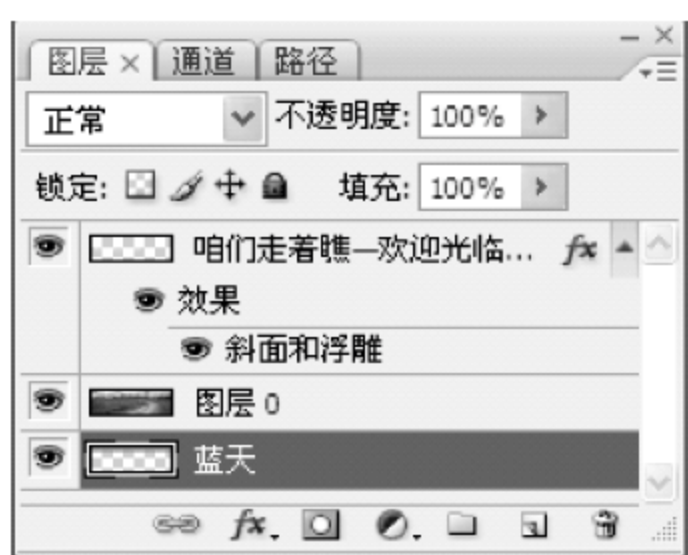 图层 × 通道 路径
正常 不透明度: 100%
锁定: 填充: 100%
咱们走着瞧—欢迎光临... fx
效果
斜面和浮雕
图层 0
蓝天
fx.